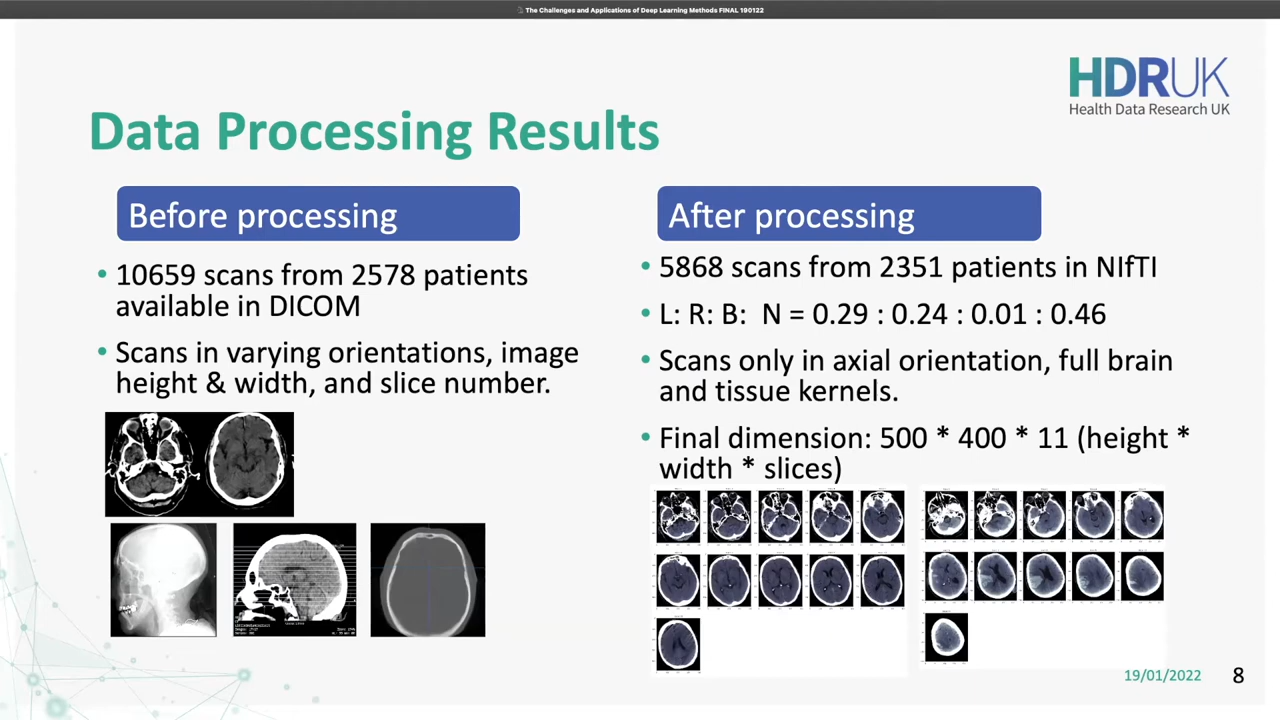 The Challenges and Applications of Deep Learning Methods FINAL 190122
HDRUK
Health Data Research UK
Data Processing Results
Before processing
• 10659 scans from 2578 patients
available in DICOM
• Scans in varying orientations, image
height & width, and slice number.
After processing
• 5868 scans from 2351 patients in NIfTI
• L: R: B: N = 0.29 : 0.24 : 0.01 : 0.46
• Scans only in axial orientation, full brain
and tissue kernels.
• Final dimension: 500 * 400 * 11 (height *
width * slices)
19/01/2022
8